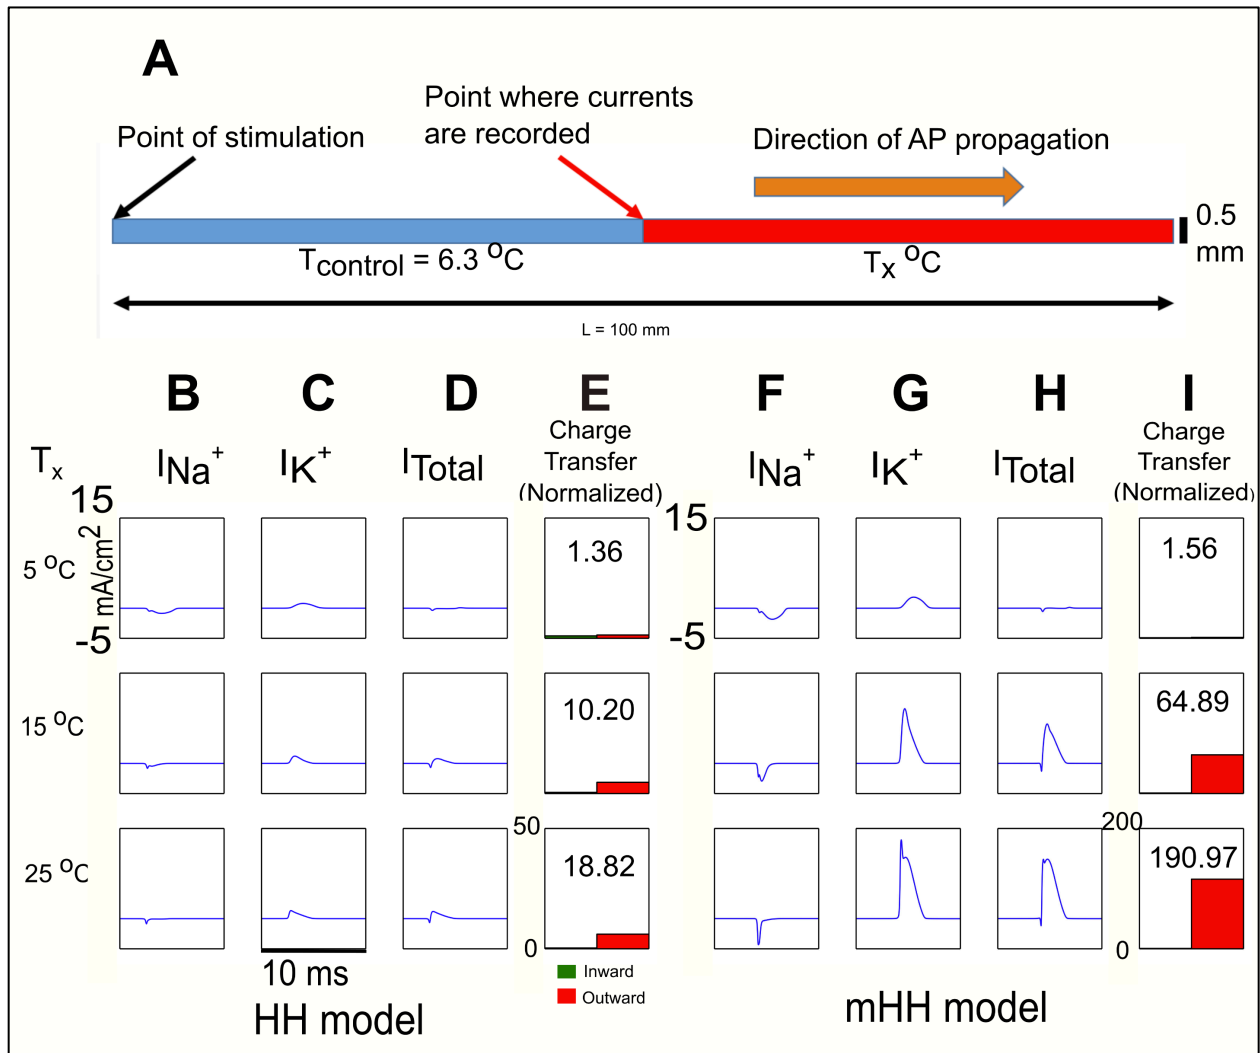 A
Point where currents
are recorded
Point of stimulation
Direction of AP propagation
0.5
mm
Tcontrol = 6.3 oC
Tx oC
L = 100 mm
B C D E F G H I
Tx
INa+
IK+
ITotal
Charge
Transfer
(Normalized)
INa+
IK+
ITotal
Charge
Transfer
(Normalized)
15
mA/cm2
-5
15
-5
5 oC
1.36
1.56
15 oC
10.20
64.89
25 oC
50
18.82
0
200
190.97
0
10 ms
Inward
Outward
HH model
mHH model